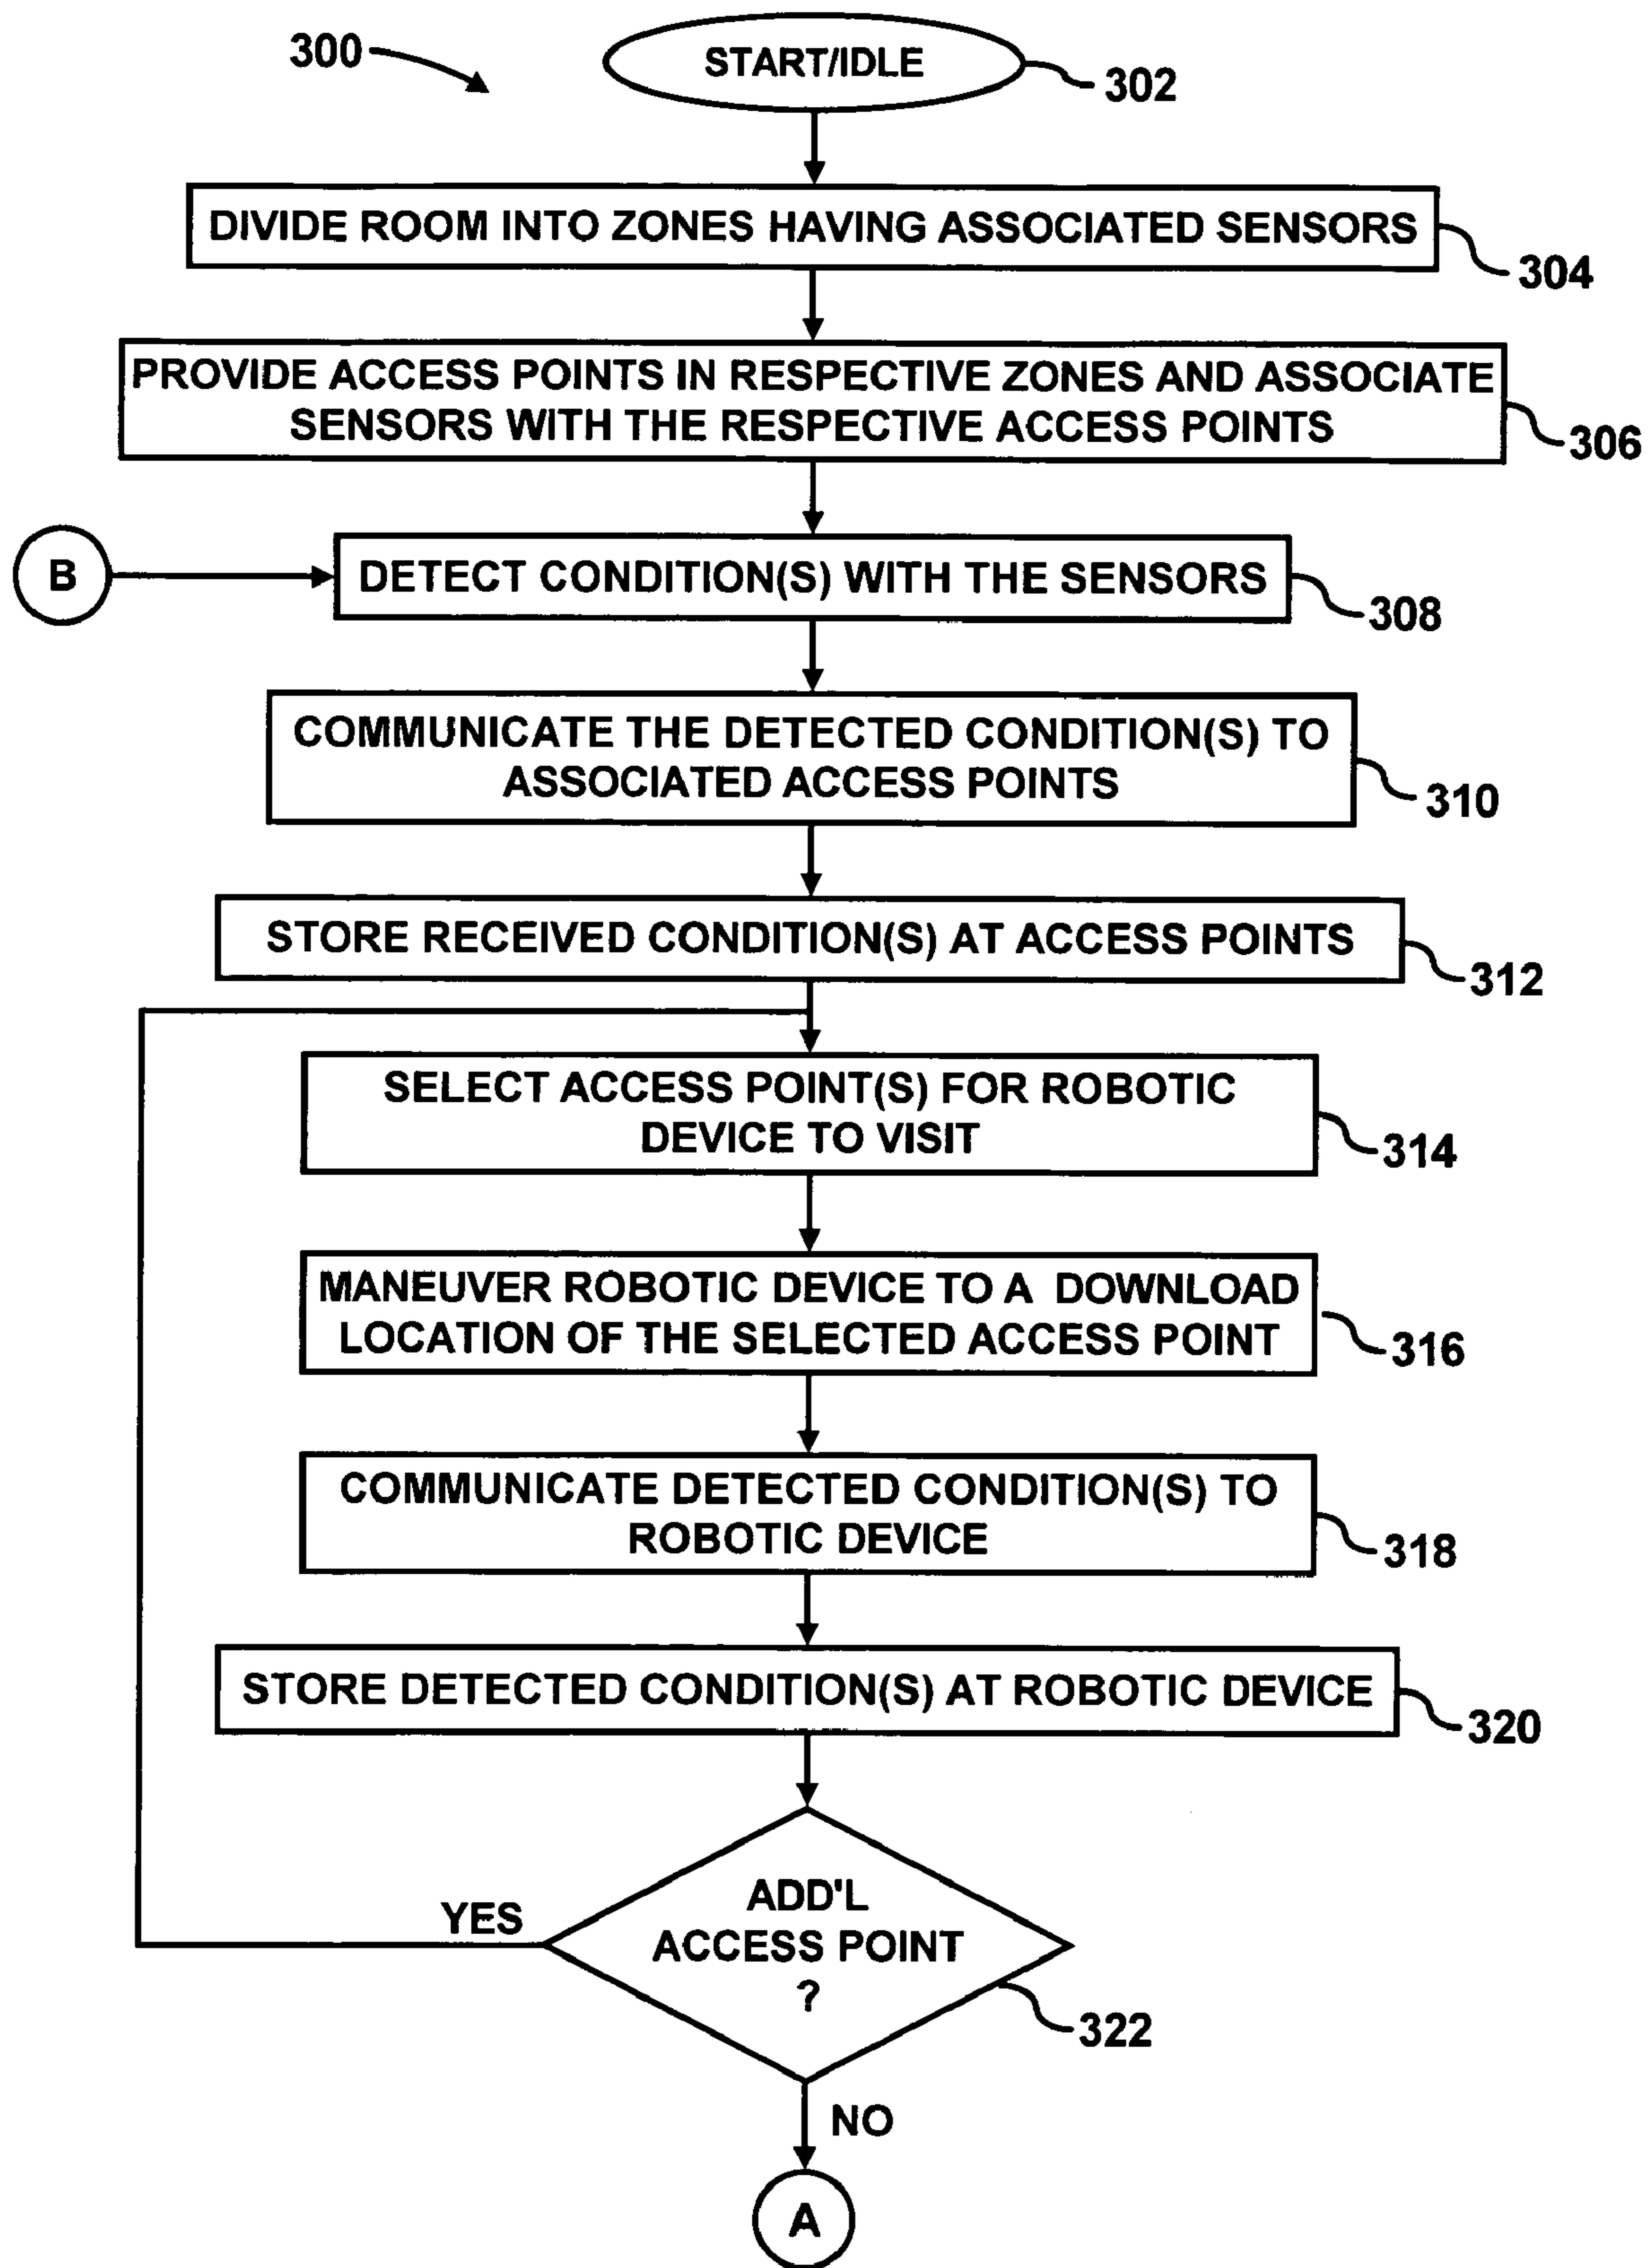 300
START/IDLE
302
DIVIDE ROOM INTO ZONES HAVING ASSOCIATED SENSORS
304
PROVIDE ACCESS POINTS IN RESPECTIVE ZONES AND ASSOCIATE
SENSORS WITH THE RESPECTIVE ACCESS POINTS
306
B
DETECT CONDITION(S) WITH THE SENSORS
308
COMMUNICATE THE DETECTED CONDITION(S) TO
ASSOCIATED ACCESS POINTS
310
STORE RECEIVED CONDITION(S) AT ACCESS POINTS
312
SELECT ACCESS POINT(S) FOR ROBOTIC
DEVICE TO VISIT
314
MANEUVER ROBOTIC DEVICE TO A DOWNLOAD
LOCATION OF THE SELECTED ACCESS POINT
316
COMMUNICATE DETECTED CONDITION(S) TO
ROBOTIC DEVICE
318
STORE DETECTED CONDITION(S) AT ROBOTIC DEVICE
320
YES
ADD'L
ACCESS POINT
?
322
NO
A